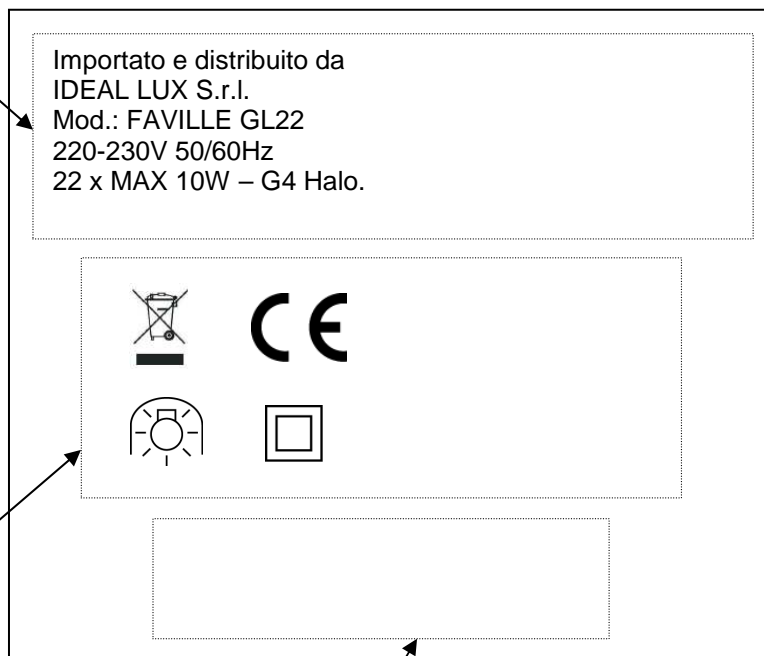 Importato e distribuito da
IDEAL LUX S.r.l.
Mod.: FAVILLE GL22
220-230V 50/60Hz
22 x MAX 10W – G4 Halo.
CE